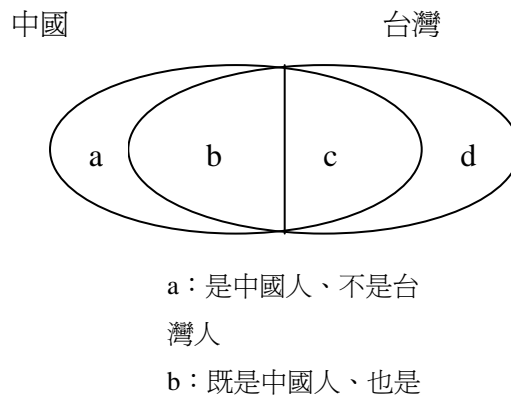 中國 台灣
a b c d
a：是中國人、不是台
灣人
b：既是中國人、也是